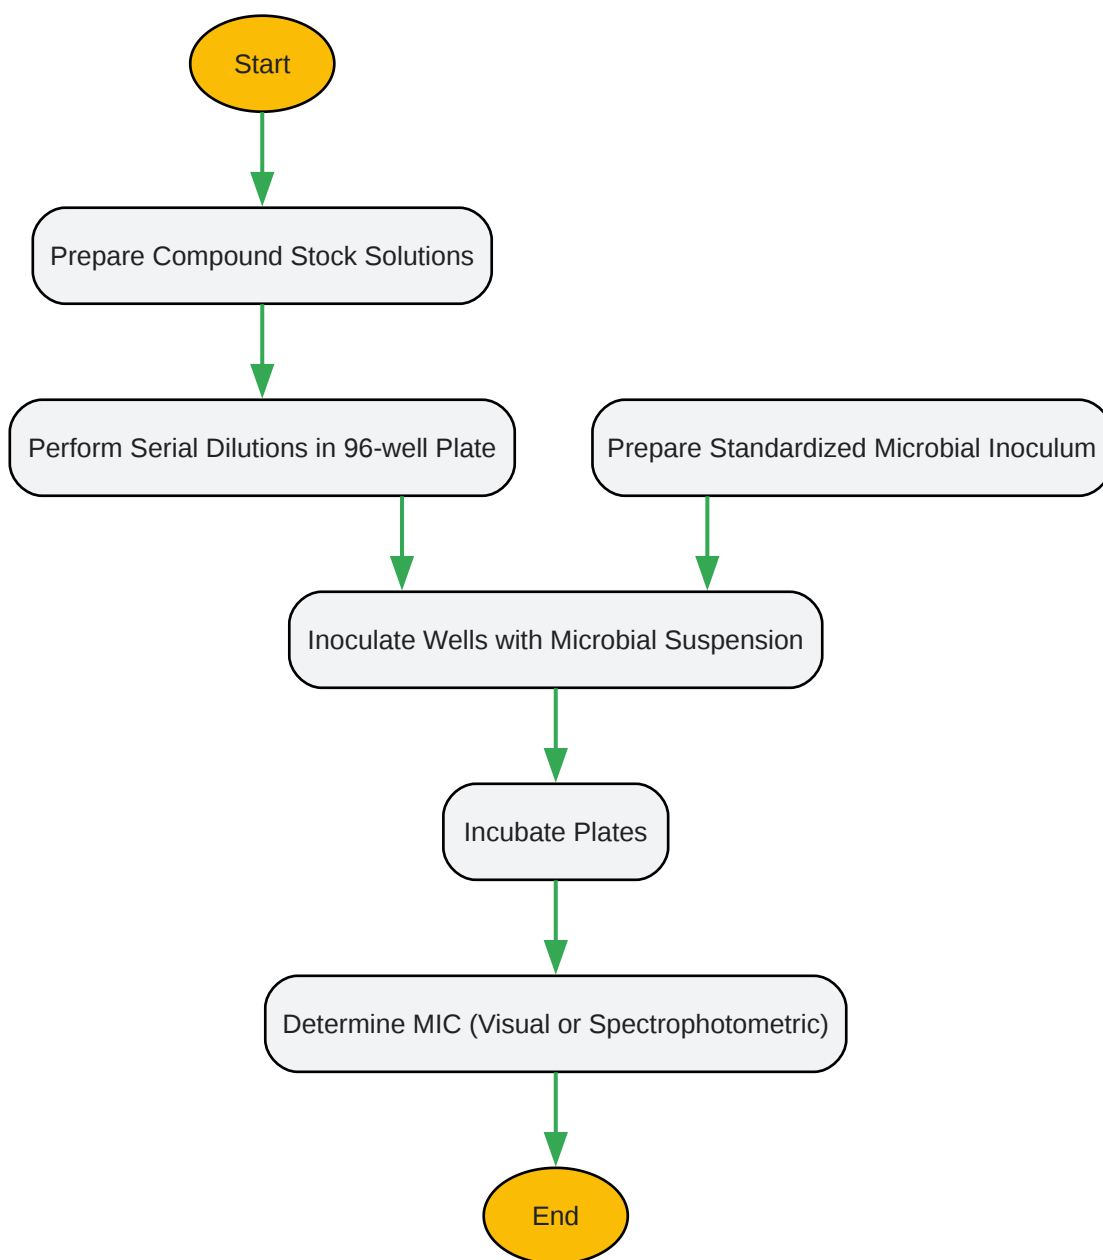 Start
Prepare Compound Stock Solutions
Perform Serial Dilutions in 96-well Plate
Prepare Standardized Microbial Inoculum
Inoculate Wells with Microbial Suspension
Incubate Plates
Determine MIC (Visual or Spectrophotometric)
End